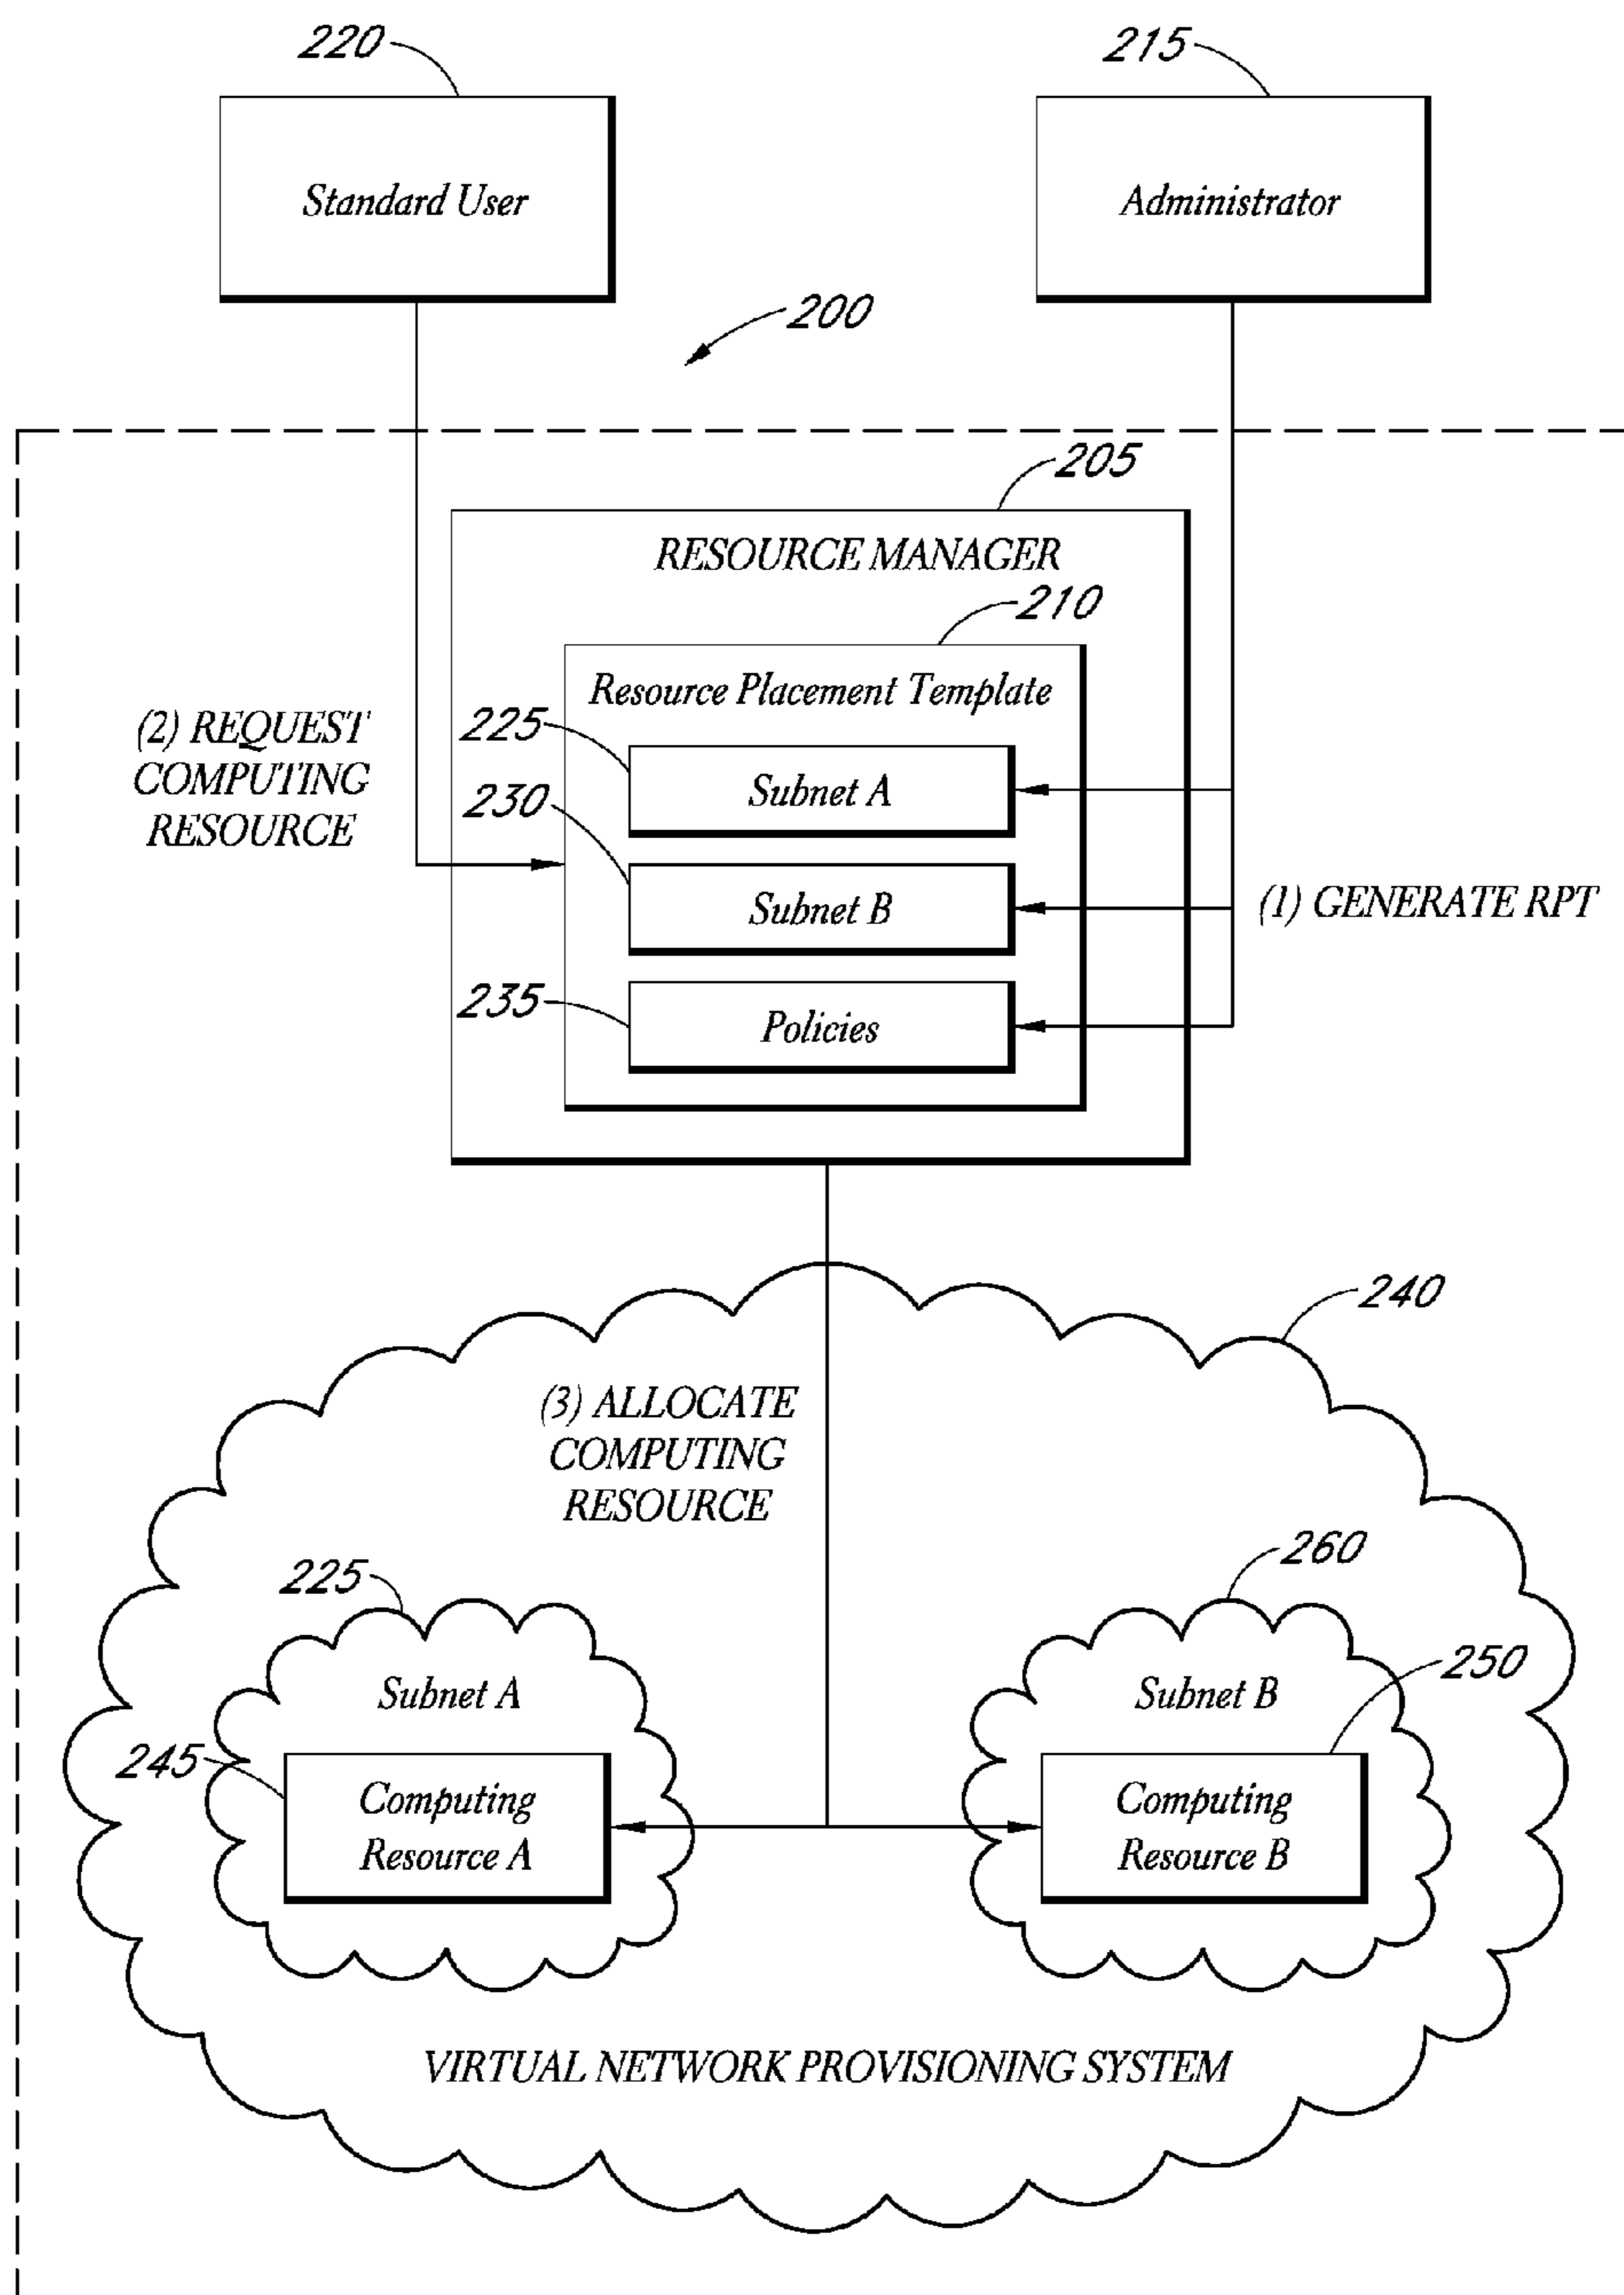 220
215
Standard User
Administrator
200
205
RESOURCE MANAGER
210
Resource Placement Template
(2) REQUEST
COMPUTING
RESOURCE
225
Subnet A
230
Subnet B
(1) GENERATE RPT
235
Policies
240
(3) ALLOCATE
COMPUTING
RESOURCE
225
260
Subnet A
Subnet B
250
245
Computing
Resource A
Computing
Resource B
VIRTUAL NETWORK PROVISIONING SYSTEM